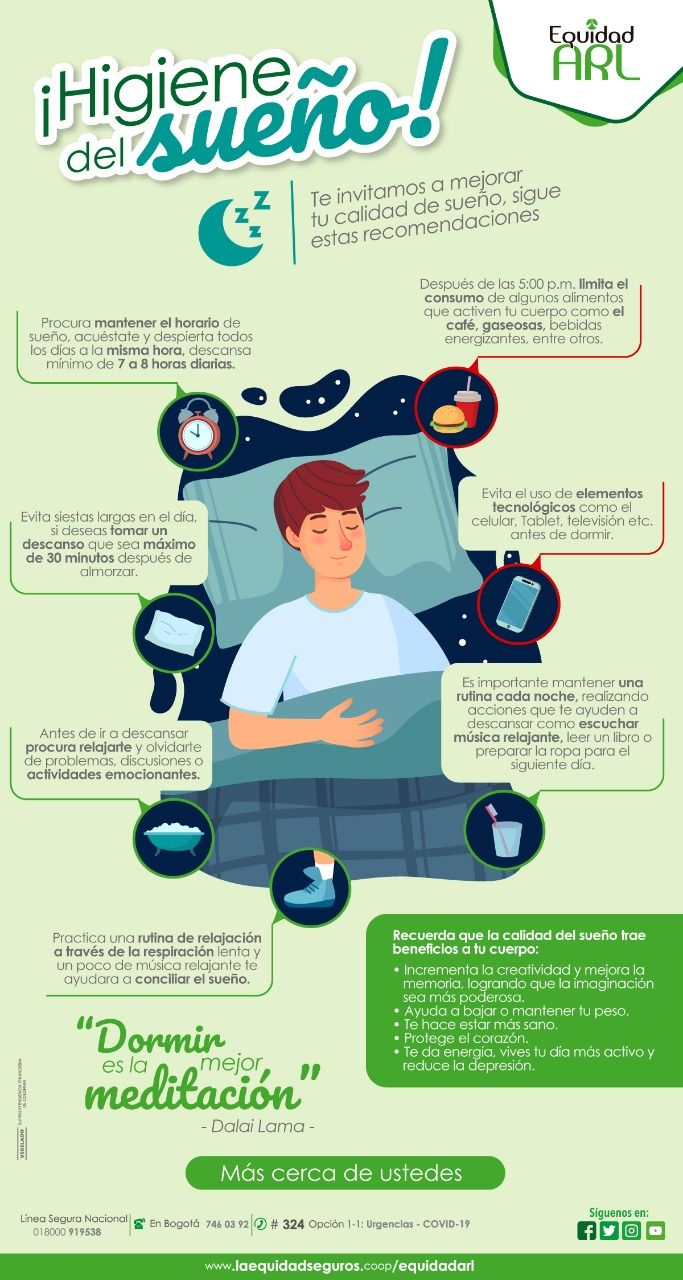 Equidad
ARL
¡Higiene
del sueño!
z z
z z
Te invitamos a mejorar
tu calidad de sueño, sigue
estas recomendaciones
Procura mantener el horario de
sueño, acuéstate y despierta todos
los días a la misma hora, descansa
mínimo de 7 a 8 horas diarias.
Después de las 5:00 p.m. limita el
consumo de algunos alimentos
que activen tu cuerpo como el
café, gaseosas, bebidas
energizantes, entre otros.
Evita siestas largas en el día,
si deseas tomar un
descanso que sea máximo
de 30 minutos después de
almorzar.
Evita el uso de elementos
tecnológicos como el
celular, Tablet, televisión etc.
antes de dormir.
Antes de ir a descansar
procura relajarte y olvidarte
de problemas, discusiones o
actividades emocionantes.
Es importante mantener una
rutina cada noche, realizando
acciones que te ayuden a
descansar como escuchar
música relajante, leer un libro o
preparar la ropa para el
siguiente día.
Practica una rutina de relajación
a través de la respiración lenta y
un poco de música relajante te
ayudara a conciliar el sueño.
Recuerda que la calidad del sueño trae
beneficios a tu cuerpo:
• Incrementa la creatividad y mejora la
memoria, logrando que la imaginación
sea más poderosa.
• Ayuda a bajar o mantener tu peso.
• Te hace estar más sano.
• Protege el corazón.
• Te da energía, vives tu día más activo y
reduce la depresión.
“Dormir
es la mejor
meditación”
- Dalai Lama -
VIGILADO SUPERINTENDENCIA FINANCIERA
DE COLOMBIA
Más cerca de ustedes
Línea Segura Nacional
018000 919538
En Bogotá 746 03 92
# 324 Opción 1-1: Urgencias - COVID-19
Síguenos en:
www.laequidadseguros.coop/equidadarl